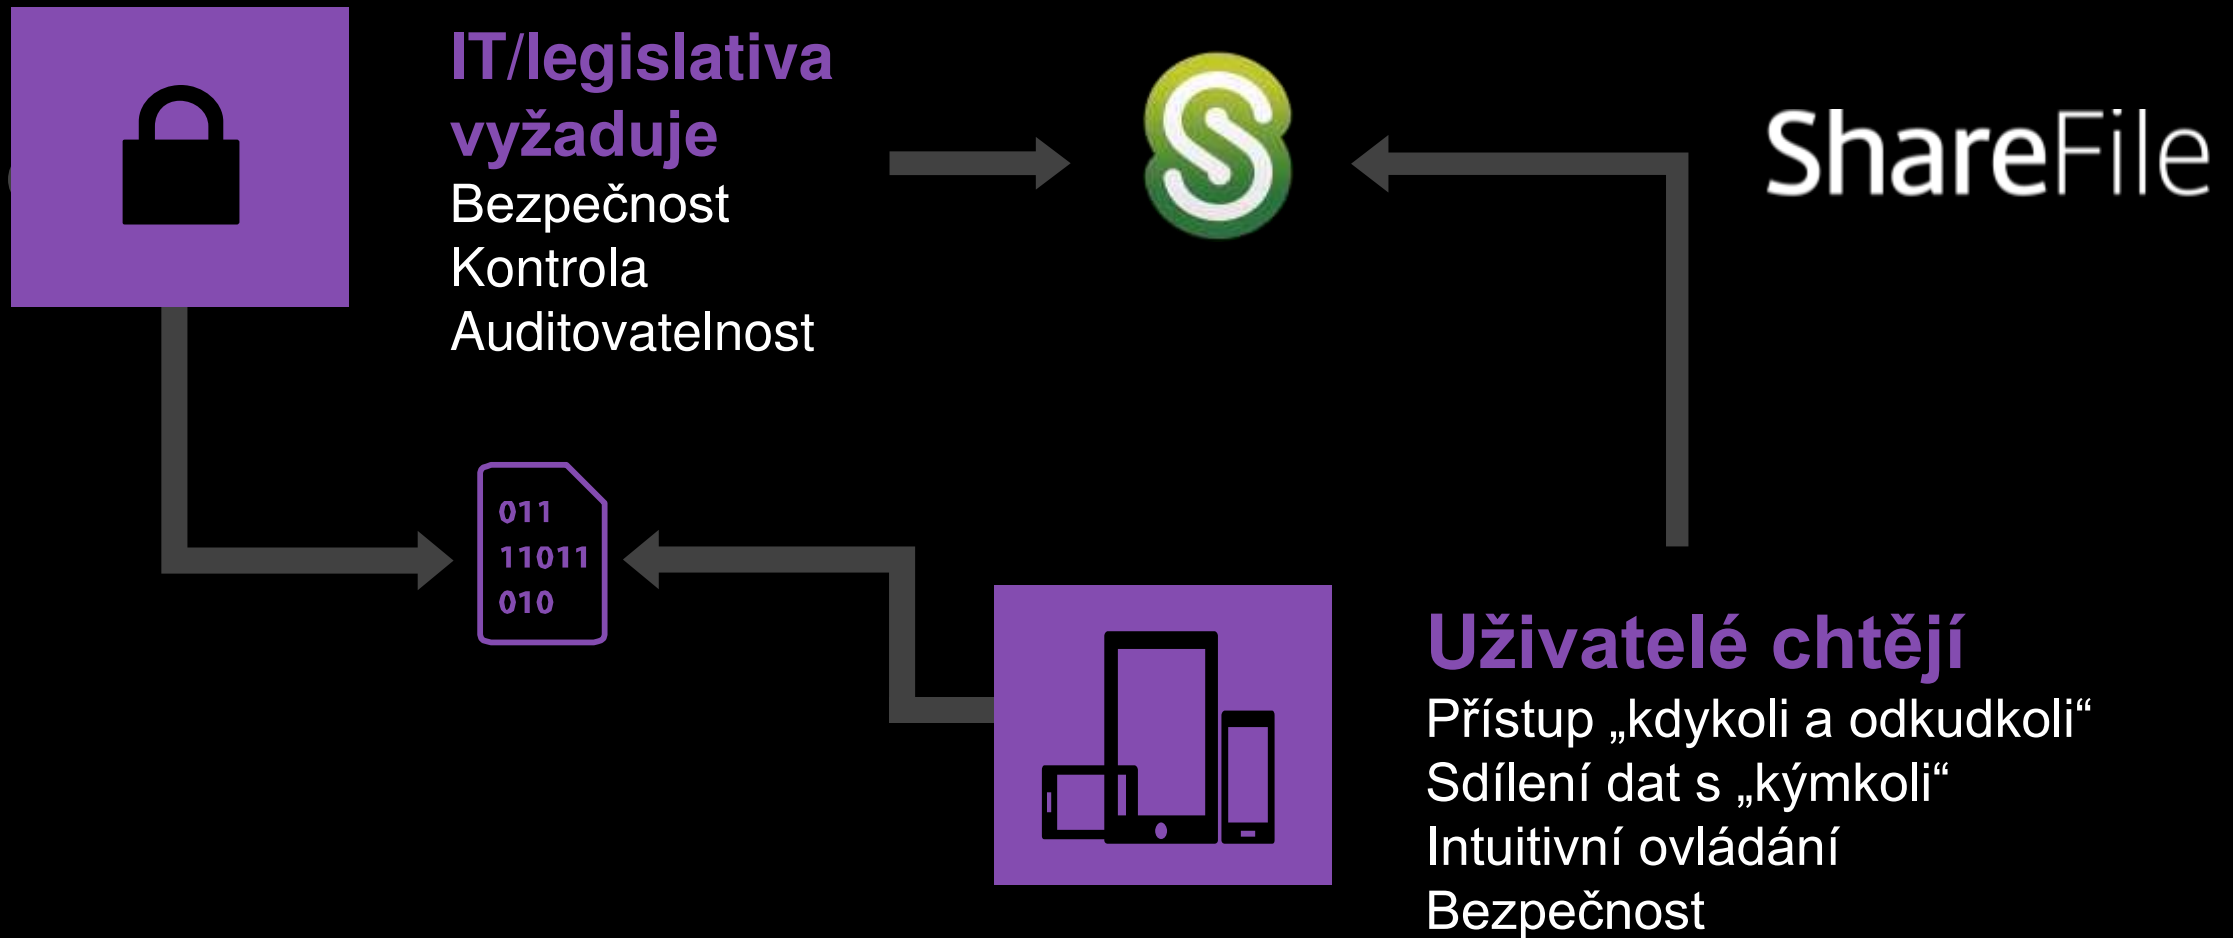 IT/legislativa
vyžaduje
Bezpečnost
Kontrola
Auditovatelnost
S
ShareFile
011
11011
010
Uživatelé chtějí
Přístup „kdykoli a odkudkoli“
Sdílení dat s „kýmkoli“
Intuitivní ovládání
Bezpečnost